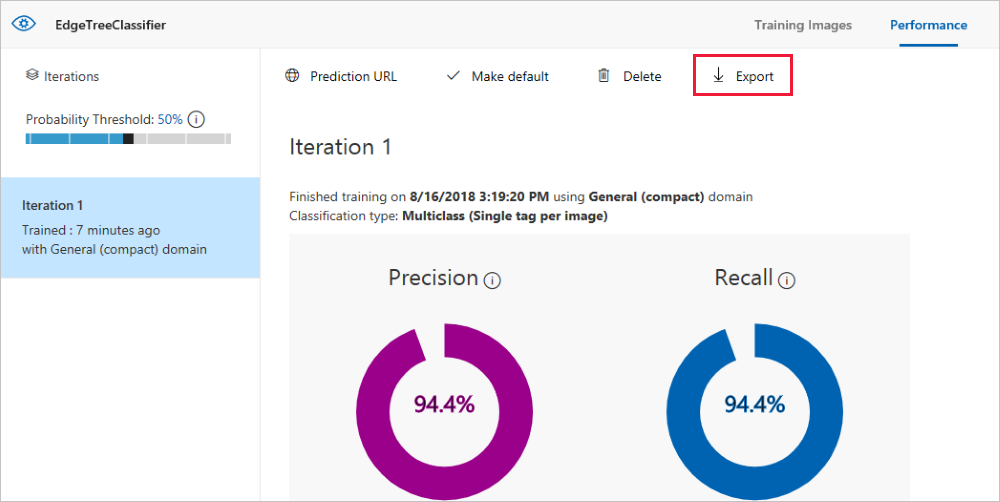 EdgeTreeClassifier
Training Images
Performance
Iterations
Prediction URL
Make default
Delete
Export
Probability Threshold: 50%
Iteration 1
Finished training on 8/16/2018 3:19:20 PM using General (compact) domain
Classification type: Multiclass (Single tag per image)
Iteration 1
Trained : 7 minutes ago
with General (compact) domain
Precision
Recall
94.4%
94.4%